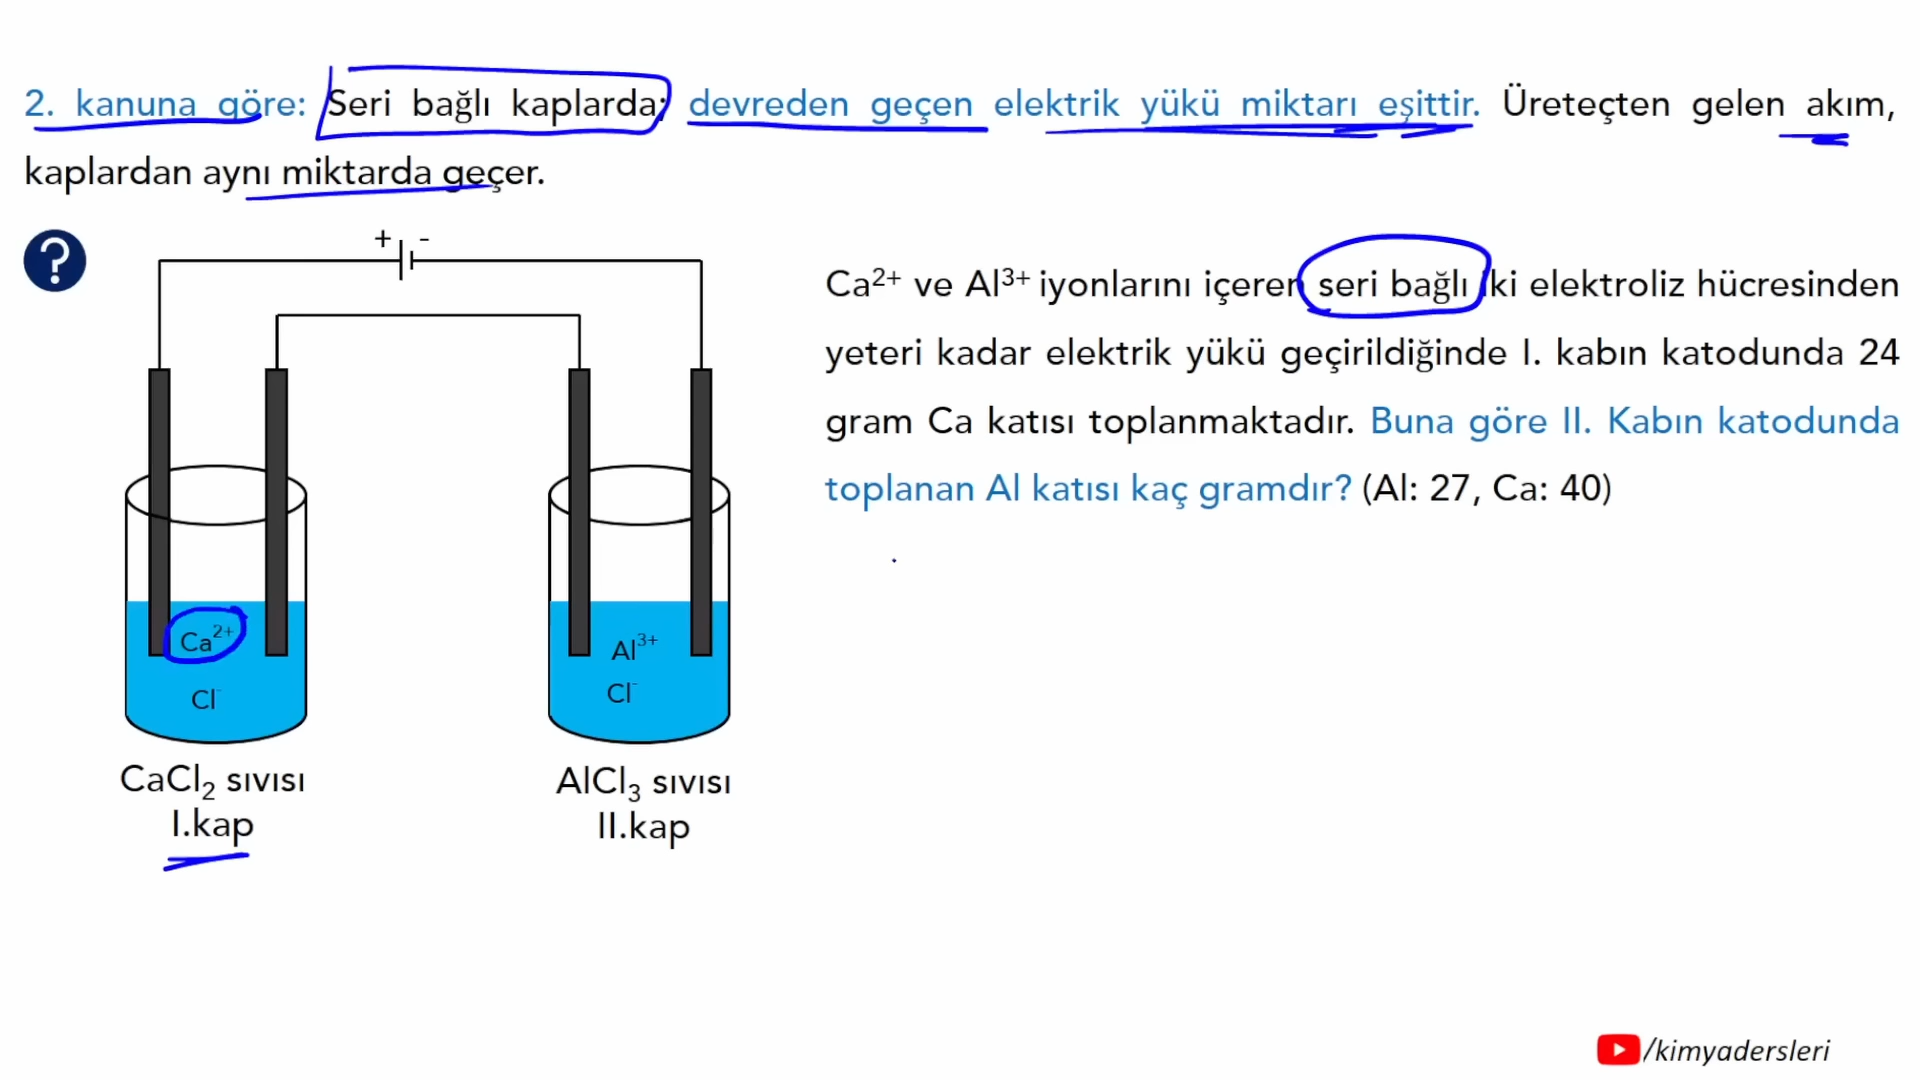 2. kanuna göre: Seri bağlı kaplarda; devreden geçen elektrik yükü miktarı eşittir. Üreteçten gelen akım,
kaplardan aynı miktarda geçer.
?
+ -
Ca²⁺ ve Al³⁺ iyonlarını içeren seri bağlı iki elektroliz hücresinden
yeteri kadar elektrik yükü geçirildiğinde I. kabın katodunda 24
gram Ca katısı toplanmaktadır. Buna göre II. Kabın katodunda
toplanan Al katısı kaç gramdır? (Al: 27, Ca: 40)
Ca²⁺
Cl⁻
Al³⁺
Cl⁻
CaCl₂ sıvısı
I.kap
AlCl₃ sıvısı
II.kap
/kimyadersleri